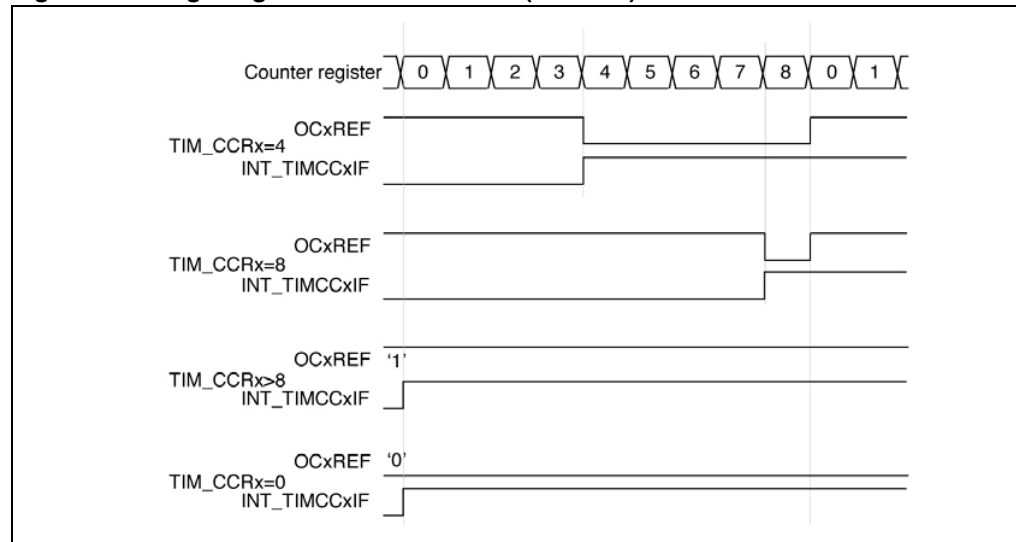 Counter register 0 1 2 3 4 5 6 7 8 0 1
OCxREF
TIM_CCRx=4
INT_TIMCCxIF
OCxREF
TIM_CCRx=8
INT_TIMCCxIF
OCxREF ‘1’
TIM_CCRx>8
INT_TIMCCxIF
OCxREF ‘0’
TIM_CCRx=0
INT_TIMCCxIF